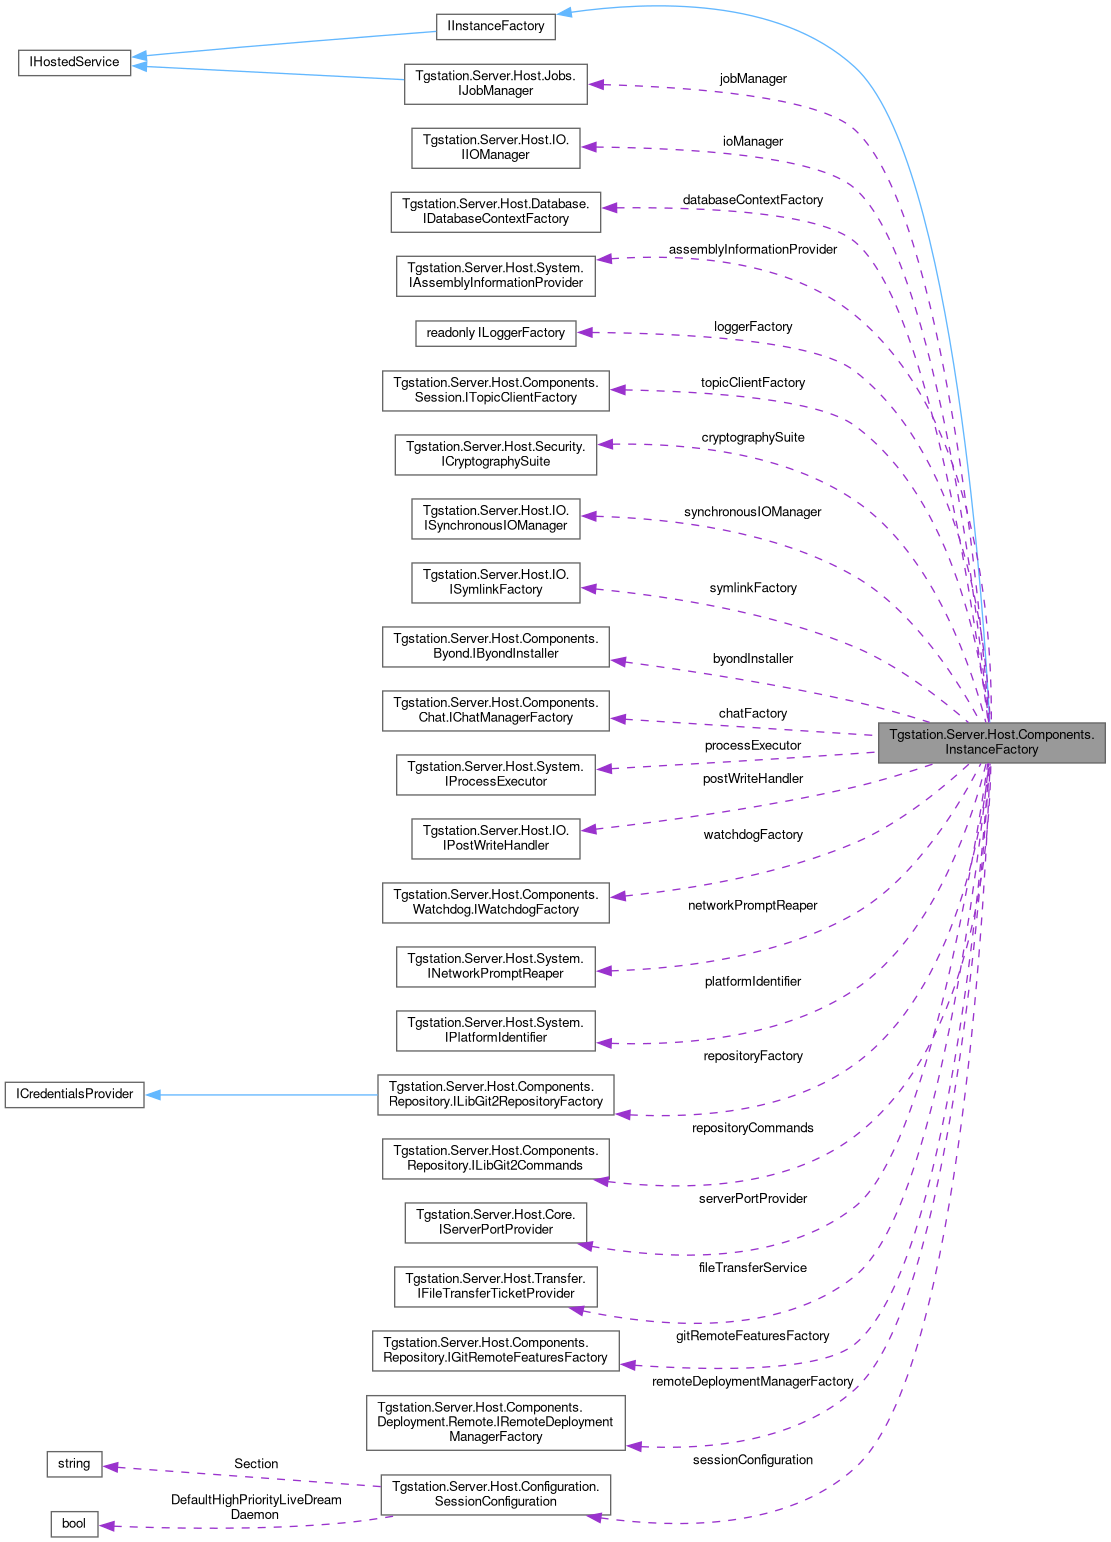 IInstanceFactory
IHostedService
Tgstation.Server.Host.Jobs.
IJobManager
jobManager
Tgstation.Server.Host.IO.
IIOManager
ioManager
Tgstation.Server.Host.Database.
IDatabaseContextFactory
databaseContextFactory
Tgstation.Server.Host.System.
IAssemblyInformationProvider
assemblyInformationProvider
readonly ILoggerFactory
loggerFactory
Tgstation.Server.Host.Components.
Session.ITopicClientFactory
topicClientFactory
Tgstation.Server.Host.Security.
ICryptographySuite
cryptographySuite
Tgstation.Server.Host.IO.
ISynchronousIOManager
synchronousIOManager
Tgstation.Server.Host.IO.
ISymlinkFactory
symlinkFactory
Tgstation.Server.Host.Components.
Byond.IByondInstaller
byondInstaller
Tgstation.Server.Host.Components.
Chat.IChatManagerFactory
chatFactory
Tgstation.Server.Host.Components.
InstanceFactory
Tgstation.Server.Host.System.
IProcessExecutor
processExecutor
Tgstation.Server.Host.IO.
IPostWriteHandler
postWriteHandler
Tgstation.Server.Host.Components.
Watchdog.IWatchdogFactory
watchdogFactory
Tgstation.Server.Host.System.
INetworkPromptReaper
networkPromptReaper
Tgstation.Server.Host.System.
IPlatformIdentifier
platformIdentifier
ICredentialsProvider
Tgstation.Server.Host.Components.
Repository.ILibGit2RepositoryFactory
repositoryFactory
Tgstation.Server.Host.Components.
Repository.ILibGit2Commands
repositoryCommands
Tgstation.Server.Host.Core.
IServerPortProvider
serverPortProvider
Tgstation.Server.Host.Transfer.
IFileTransferTicketProvider
fileTransferService
Tgstation.Server.Host.Components.
Repository.IGitRemoteFeaturesFactory
gitRemoteFeaturesFactory
Tgstation.Server.Host.Components.
Deployment.Remote.IRemoteDeployment
ManagerFactory
remoteDeploymentManagerFactory
string
Section
Tgstation.Server.Host.Configuration.
SessionConfiguration
sessionConfiguration
bool
DefaultHighPriorityLiveDream
Daemon